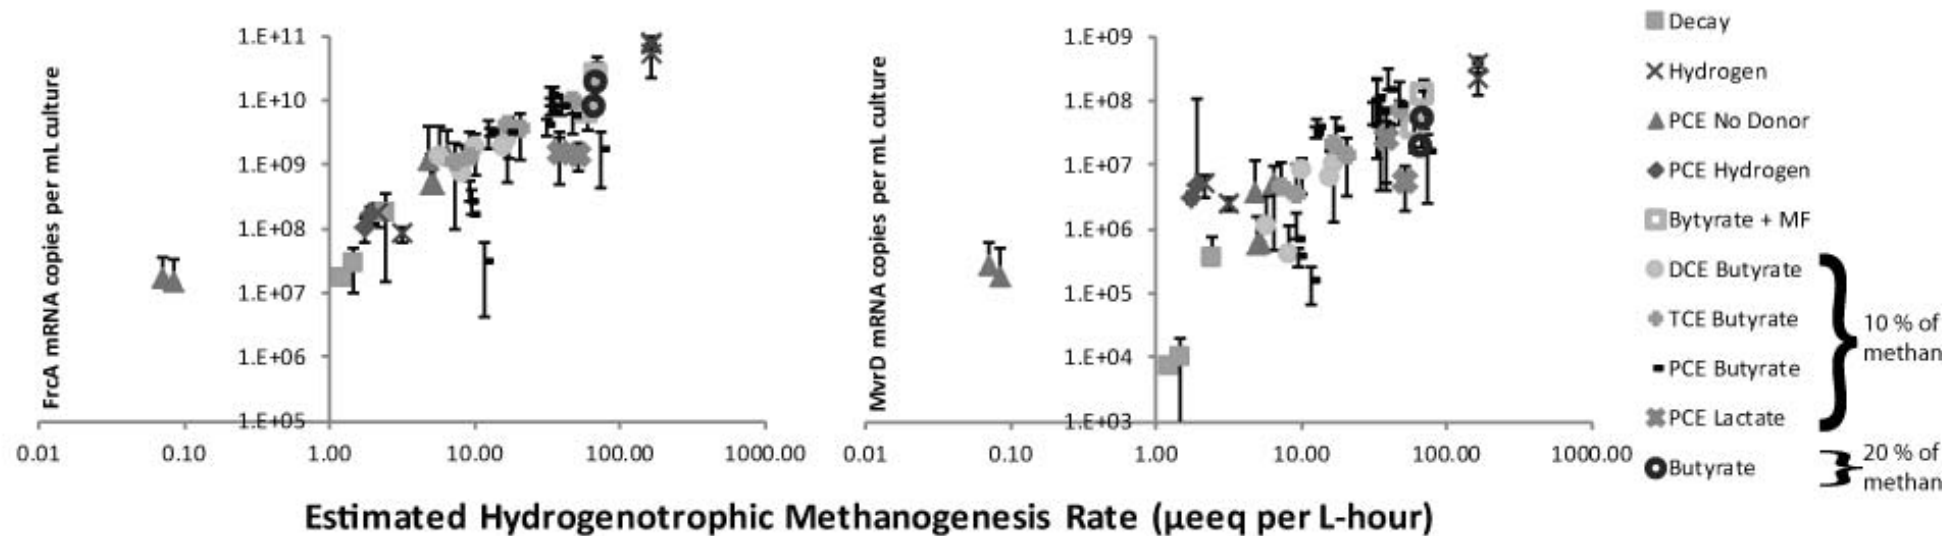 FrcA mRNA copies per mL culture
1.E+11
1.E+10
1.E+09
1.E+08
1.E+07
1.E+06
1.E+05
0.01
0.10
1.00
10.00
100.00
1000.00
MvrD mRNA copies per mL culture
1.E+09
1.E+08
1.E+07
1.E+06
1.E+05
1.E+04
1.E+03
0.01
0.10
1.00
10.00
100.00
1000.00
Estimated Hydrogenotrophic Methanogenesis Rate (µeeq per L-hour)
Decay
Hydrogen
PCE No Donor
PCE Hydrogen
Bytyrate + MF
DCE Butyrate
TCE Butyrate
PCE Butyrate
PCE Lactate
Butyrate
10 % of
methan
20 % of
methan